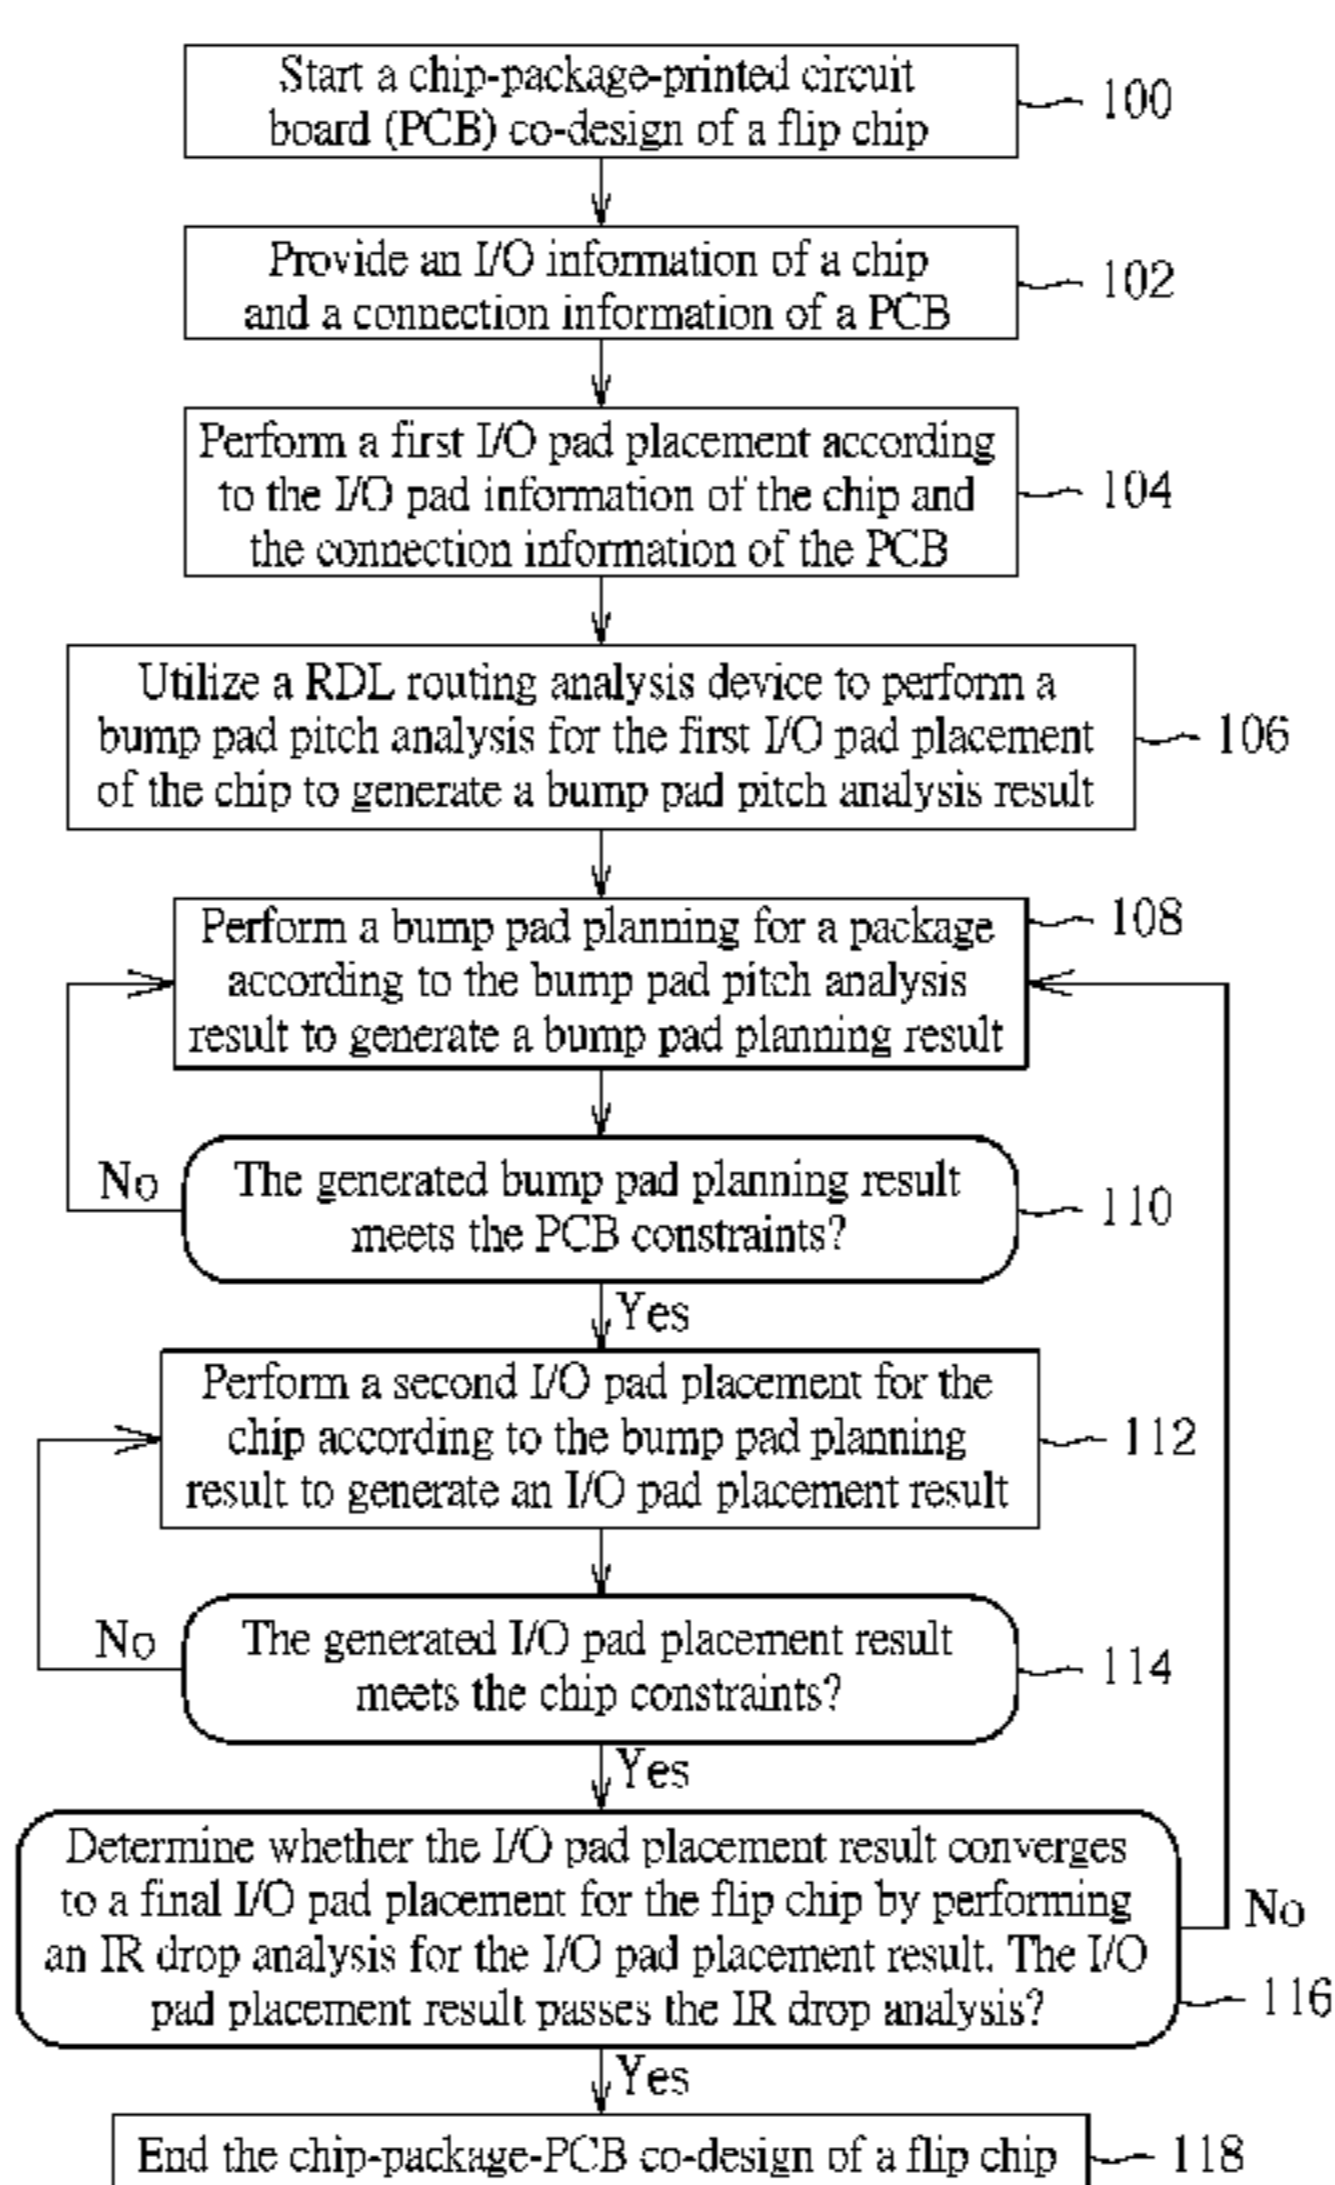 Start a chip-package-printed circuit
board (PCB) co-design of a flip chip
100
Provide an I/O information of a chip
and a connection information of a PCB
102
Perform a first I/O pad placement according
to the I/O pad information of the chip and
the connection information of the PCB
104
Utilize a RDL routing analysis device to perform a
bump pad pitch analysis for the first I/O pad placement
of the chip to generate a bump pad pitch analysis result
106
Perform a bump pad planning for a package
according to the bump pad pitch analysis
result to generate a bump pad planning result
108
The generated bump pad planning result
meets the PCB constraints?
110
No
Yes
Perform a second I/O pad placement for the
chip according to the bump pad planning
result to generate an I/O pad placement result
112
The generated I/O pad placement result
meets the chip constraints?
114
No
Yes
Determine whether the I/O pad placement result converges
to a final I/O pad placement for the flip chip by performing
an IR drop analysis for the I/O pad placement result. The I/O
pad placement result passes the IR drop analysis?
No
116
Yes
End the chip-package-PCB co-design of a flip chip
118